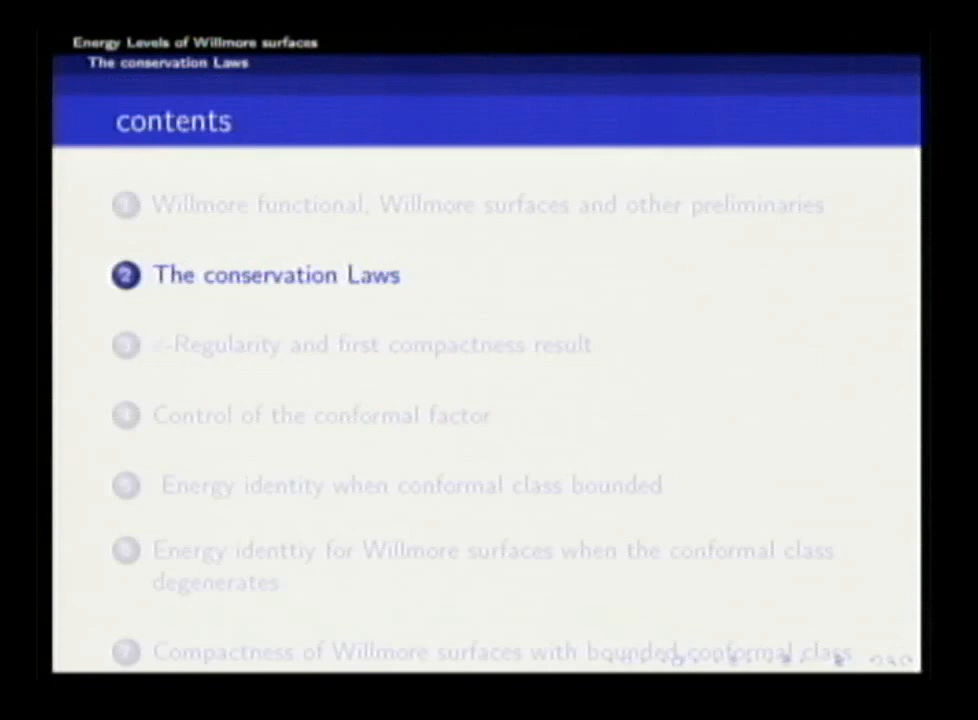 Energy Levels of Willmore surfaces
The conservation Laws
contents
1 Willmore functional, Willmore surfaces and other preliminaries
2 The conservation Laws
3 ε-Regularity and first compactness result
4 Control of the conformal factor
5 Energy identity when conformal class bounded
6 Energy identtiy for Willmore surfaces when the conformal class
degenerates
7 Compactness of Willmore surfaces with bounded conformal class